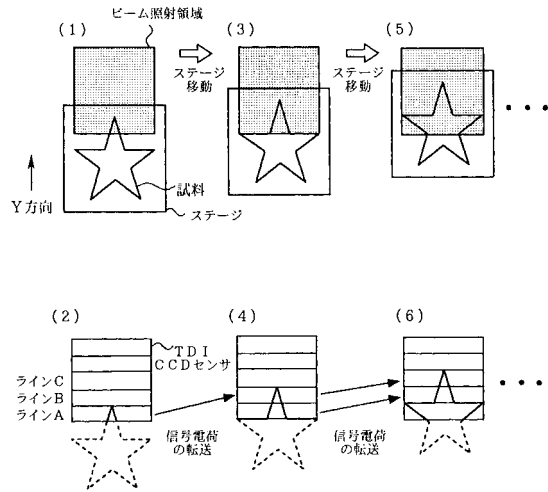 ビーム照射領域
(1)
(3)
(5)
ステージ
移動
ステージ
移動
・・・
Y方向
試料
ステージ
(2)
(4)
(6)
TDI
CCDセンサ
ラインC
ラインB
ラインA
信号電荷
の転送
信号電荷
の転送
・・・